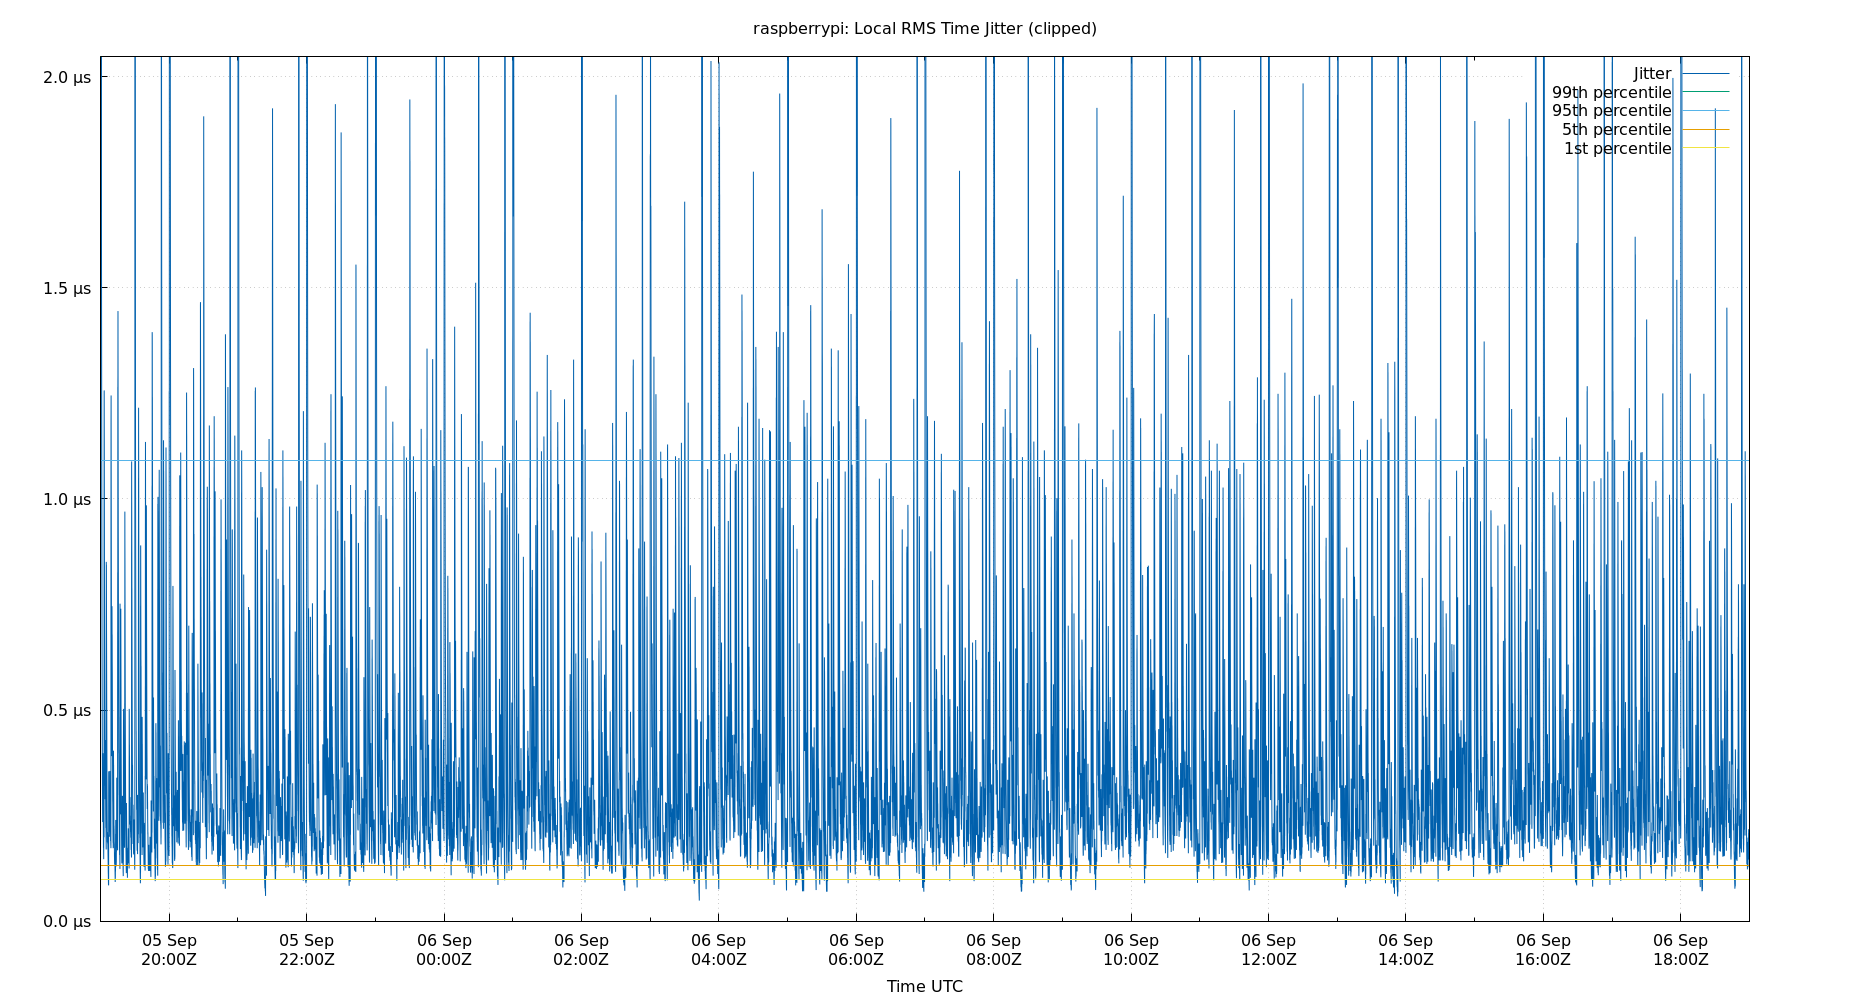 raspberrypi: Local RMS Time Jitter (clipped)
2.0 µs
1.5 µs
1.0 µs
0.5 µs
0.0 µs
Jitter
99th percentile
95th percentile
5th percentile
1st percentile
05 Sep 05 Sep 06 Sep 06 Sep 06 Sep 06 Sep 06 Sep 06 Sep 06 Sep 06 Sep 06 Sep 06 Sep
20:00Z 22:00Z 00:00Z 02:00Z 04:00Z 06:00Z 08:00Z 10:00Z 12:00Z 14:00Z 16:00Z 18:00Z
Time UTC